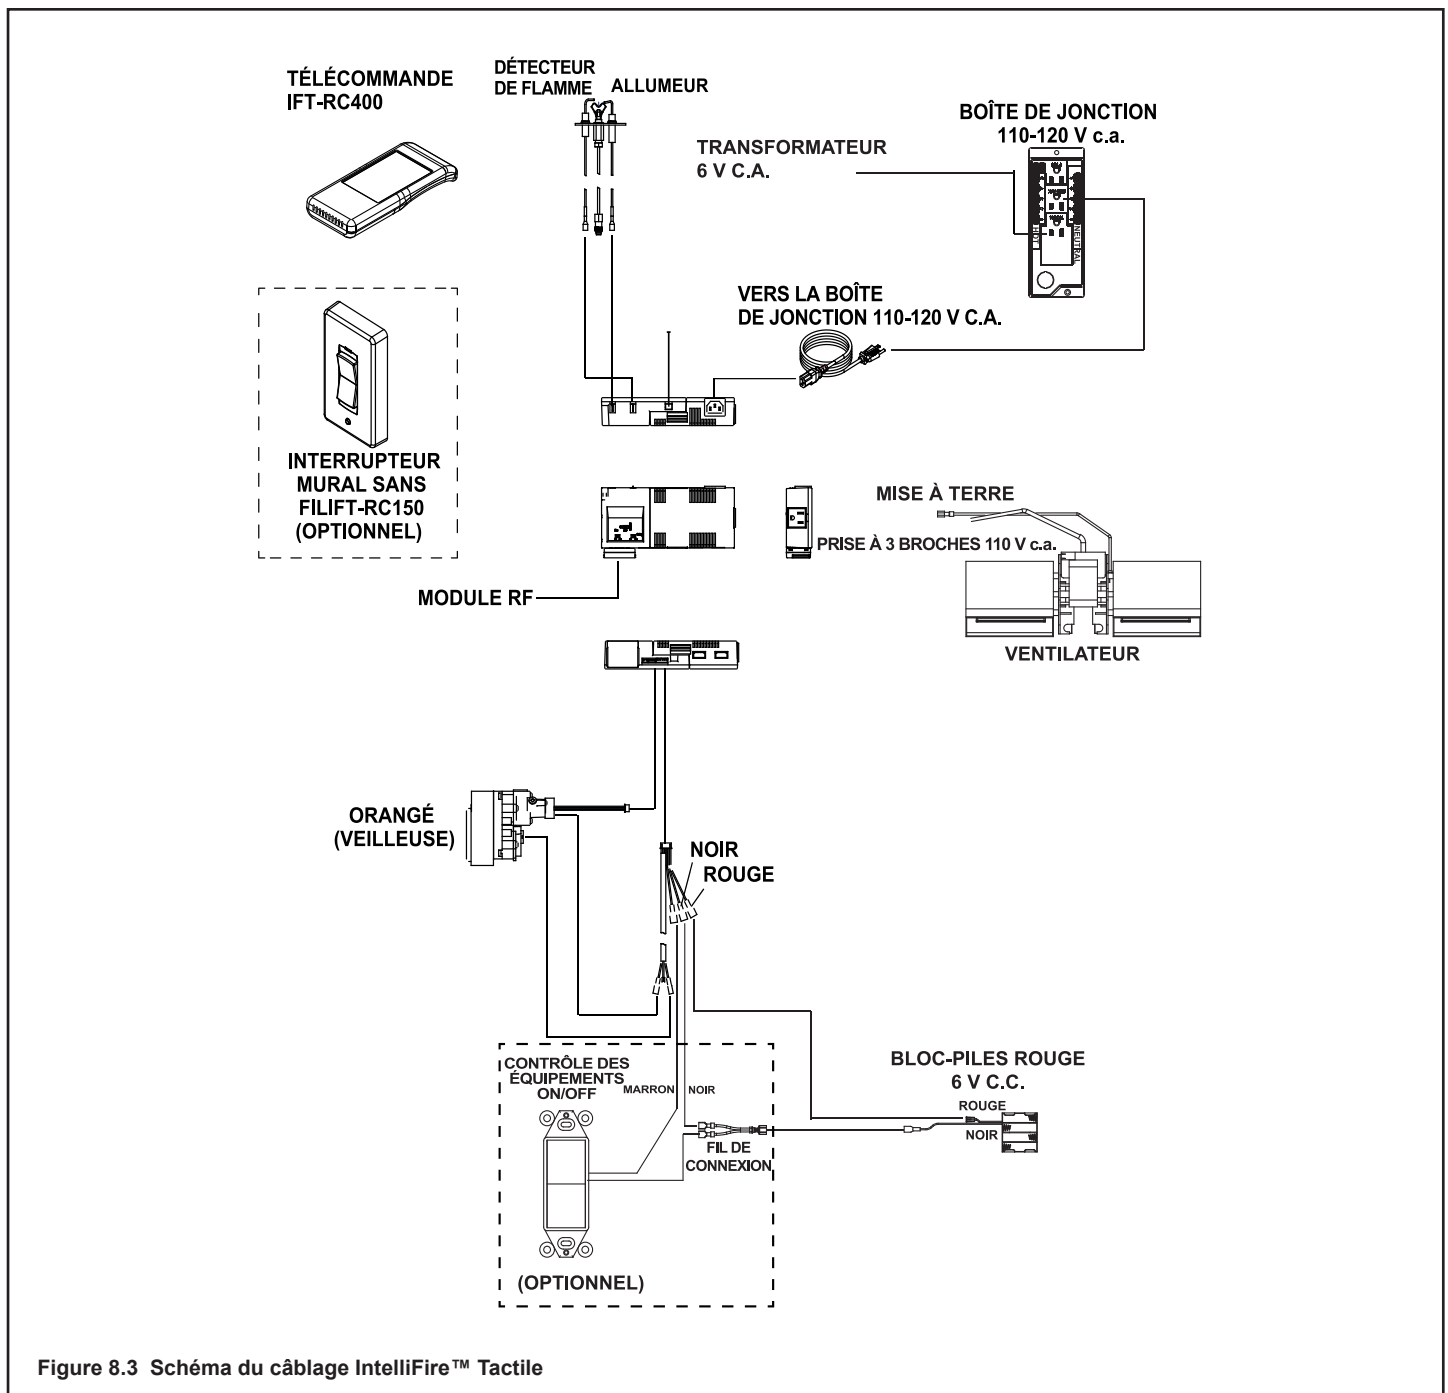 TÉLÉCOMMANDE
IFT-RC400
DÉTECTEUR
DE FLAMME
ALLUMEUR
TRANSFORMATEUR
6 V C.A.
BOÎTE DE JONCTION
110-120 V c.a.
HOT
NEUTRAL
VERS LA BOÎTE
DE JONCTION 110-120 V C.A.
INTERRUPTEUR
MURAL SANS
FILIFT-RC150
(OPTIONNEL)
MODULE RF
MISE À TERRE
PRISE À 3 BROCHES 110 V c.a.
VENTILATEUR
ORANGÉ
(VEILLEUSE)
NOIR
ROUGE
CONTRÔLE DES
ÉQUIPEMENTS
ON/OFF
MARRON
NOIR
FIL DE
CONNEXION
(OPTIONNEL)
BLOC-PILES ROUGE
6 V C.C.
ROUGE
NOIR
Figure 8.3 Schéma du câblage IntelliFire™ Tactile